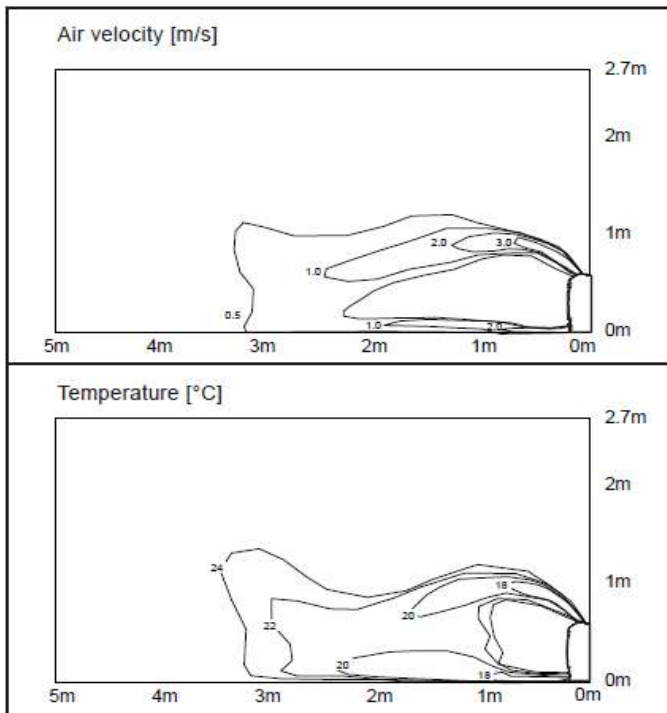 Air velocity [m/s]
2.7m
2m
1m
2.0
3.0
1.0
0.5
1.0
2.0
0m
5m 4m 3m 2m 1m 0m
Temperature [°C]
2.7m
2m
24
1m
18
20
22
20
18
0m
5m 4m 3m 2m 1m 0m